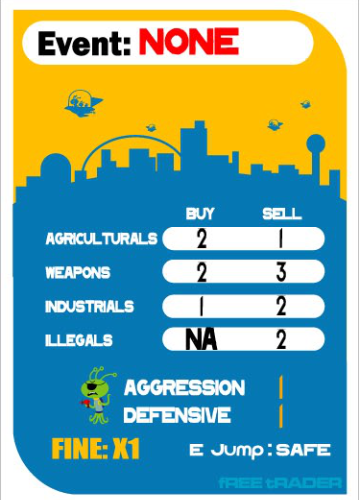 Event: NONE
BUY SELL
AGRICULTURALS 2 1
WEAPONS 2 3
INDUSTRIALS 1 2
ILLEGALS NA 2
AGGRESSION 1
DEFENSIVE 1
FINE: X1 E Jump: SAFE
fREE tRADER